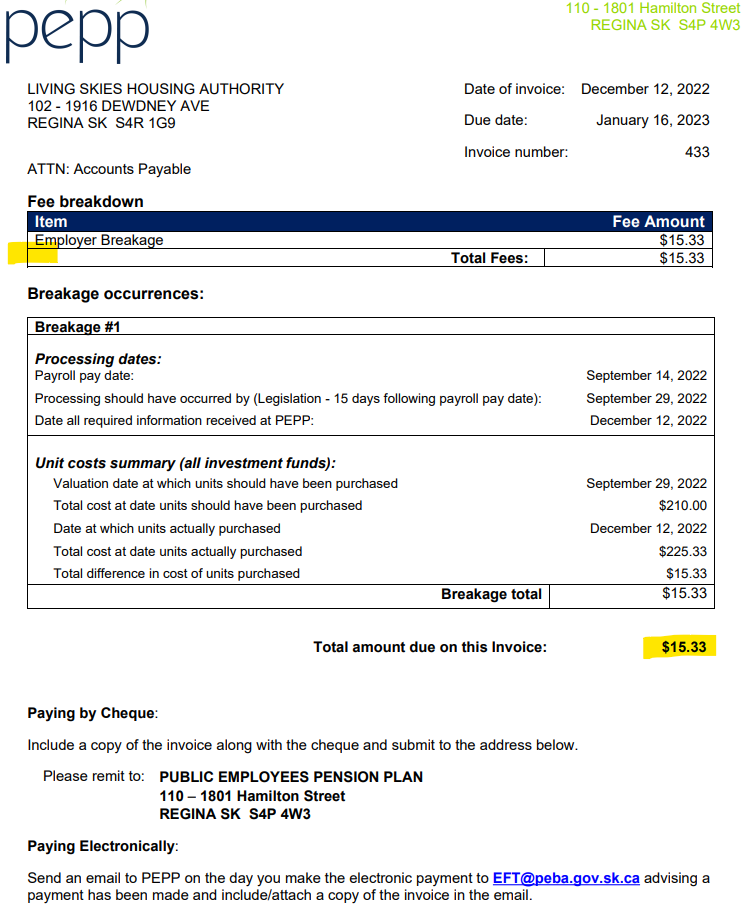 pepp
110 - 1801 Hamilton Street
REGINA SK S4P 4W3
LIVING SKIES HOUSING AUTHORITY
102 - 1916 DEWDNEY AVE
REGINA SK S4R 1G9
Date of invoice: December 12, 2022
Due date: January 16, 2023
Invoice number: 433
ATTN: Accounts Payable
Fee breakdown
Item Fee Amount
Employer Breakage $15.33
Total Fees: $15.33
Breakage occurrences:
Breakage #1
Processing dates:
Payroll pay date: September 14, 2022
Processing should have occurred by (Legislation - 15 days following payroll pay date): September 29, 2022
Date all required information received at PEPP: December 12, 2022
Unit costs summary (all investment funds):
Valuation date at which units should have been purchased September 29, 2022
Total cost at date units should have been purchased $210.00
Date at which units actually purchased December 12, 2022
Total cost at date units actually purchased $225.33
Total difference in cost of units purchased $15.33
Breakage total $15.33
Total amount due on this Invoice: $15.33
Paying by Cheque:
Include a copy of the invoice along with the cheque and submit to the address below.
Please remit to: PUBLIC EMPLOYEES PENSION PLAN
110 – 1801 Hamilton Street
REGINA SK S4P 4W3
Paying Electronically:
Send an email to PEPP on the day you make the electronic payment to EFT@peba.gov.sk.ca advising a
payment has been made and include/attach a copy of the invoice in the email.